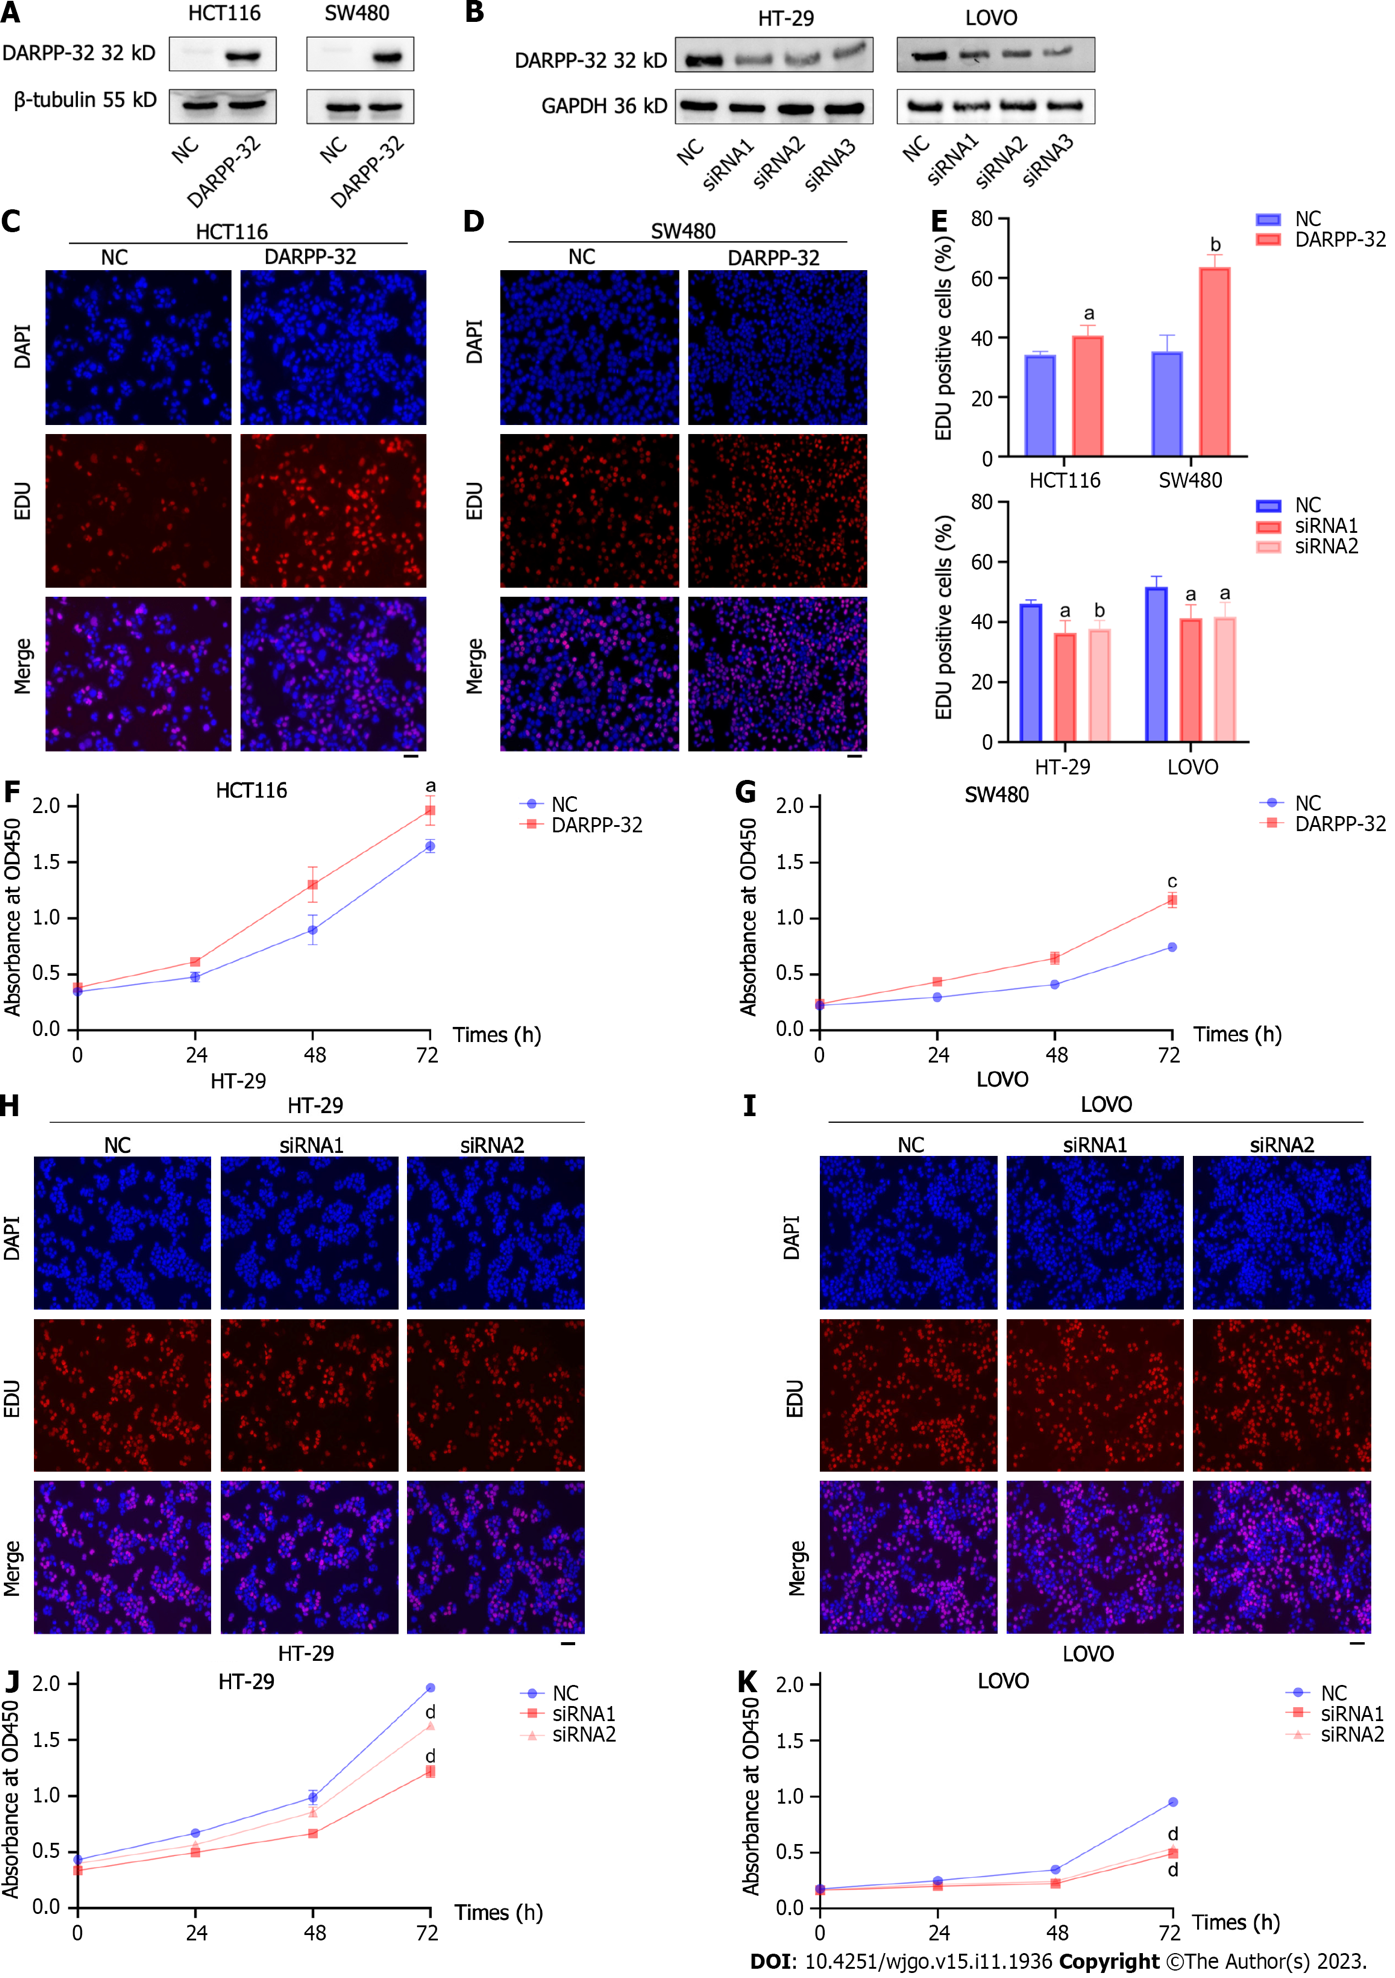 A
HCT116
SW480
DARPP-32 32 kD
β-tubulin 55 kD
NC
DARPP-32
NC
DARPP-32
B
HT-29
LOVO
DARPP-32 32 kD
GAPDH 36 kD
NC
siRNA1
siRNA2
siRNA3
NC
siRNA1
siRNA2
siRNA3
C
HCT116
NC
DARPP-32
DAPI
EDU
Merge
D
SW480
NC
DARPP-32
DAPI
EDU
Merge
E
EDU positive cells (%)
80
60
40
20
0
a
b
HCT116
SW480
NC
DARPP-32
EDU positive cells (%)
80
60
40
20
0
a
b
a
a
HT-29
LOVO
NC
siRNA1
siRNA2
F
HCT116
Absorbance at OD450
2.0
1.5
1.0
0.5
0.0
a
0
24
48
72
Times (h)
NC
DARPP-32
HT-29
G
SW480
Absorbance at OD450
2.0
1.5
1.0
0.5
0.0
c
0
24
48
72
Times (h)
NC
DARPP-32
LOVO
H
HT-29
NC
siRNA1
siRNA2
DAPI
EDU
Merge
HT-29
I
LOVO
NC
siRNA1
siRNA2
DAPI
EDU
Merge
LOVO
J
HT-29
Absorbance at OD450
2.0
1.5
1.0
0.5
0.0
d
d
0
24
48
72
Times (h)
NC
siRNA1
siRNA2
K
LOVO
Absorbance at OD450
2.0
1.5
1.0
0.5
0.0
d
d
0
24
48
72
Times (h)
NC
siRNA1
siRNA2
DOI: 10.4251/wjgo.v15.i11.1936 Copyright ©The Author(s) 2023.